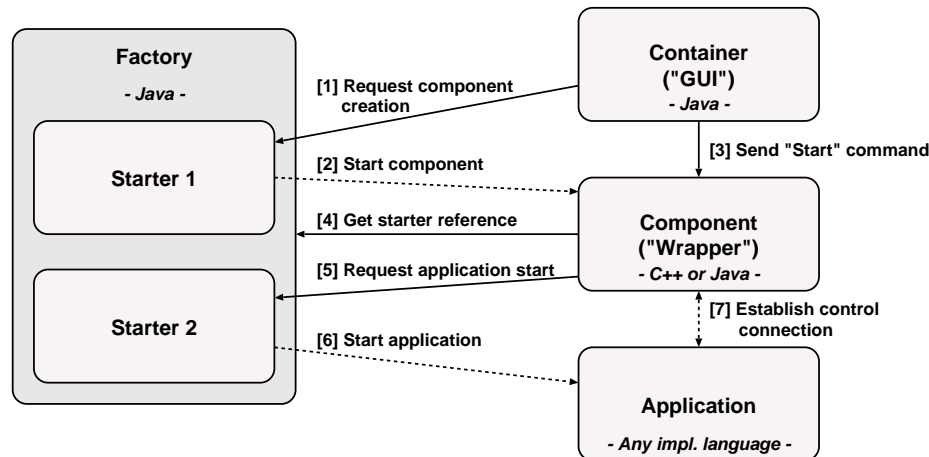 Factory
- Java -
Starter 1
Starter 2
[1] Request component
creation
[2] Start component
[4] Get starter reference
[5] Request application start
[6] Start application
Container
("GUI")
- Java -
[3] Send "Start" command
Component
("Wrapper")
- C++ or Java -
[7] Establish control
connection
Application
- Any impl. language -